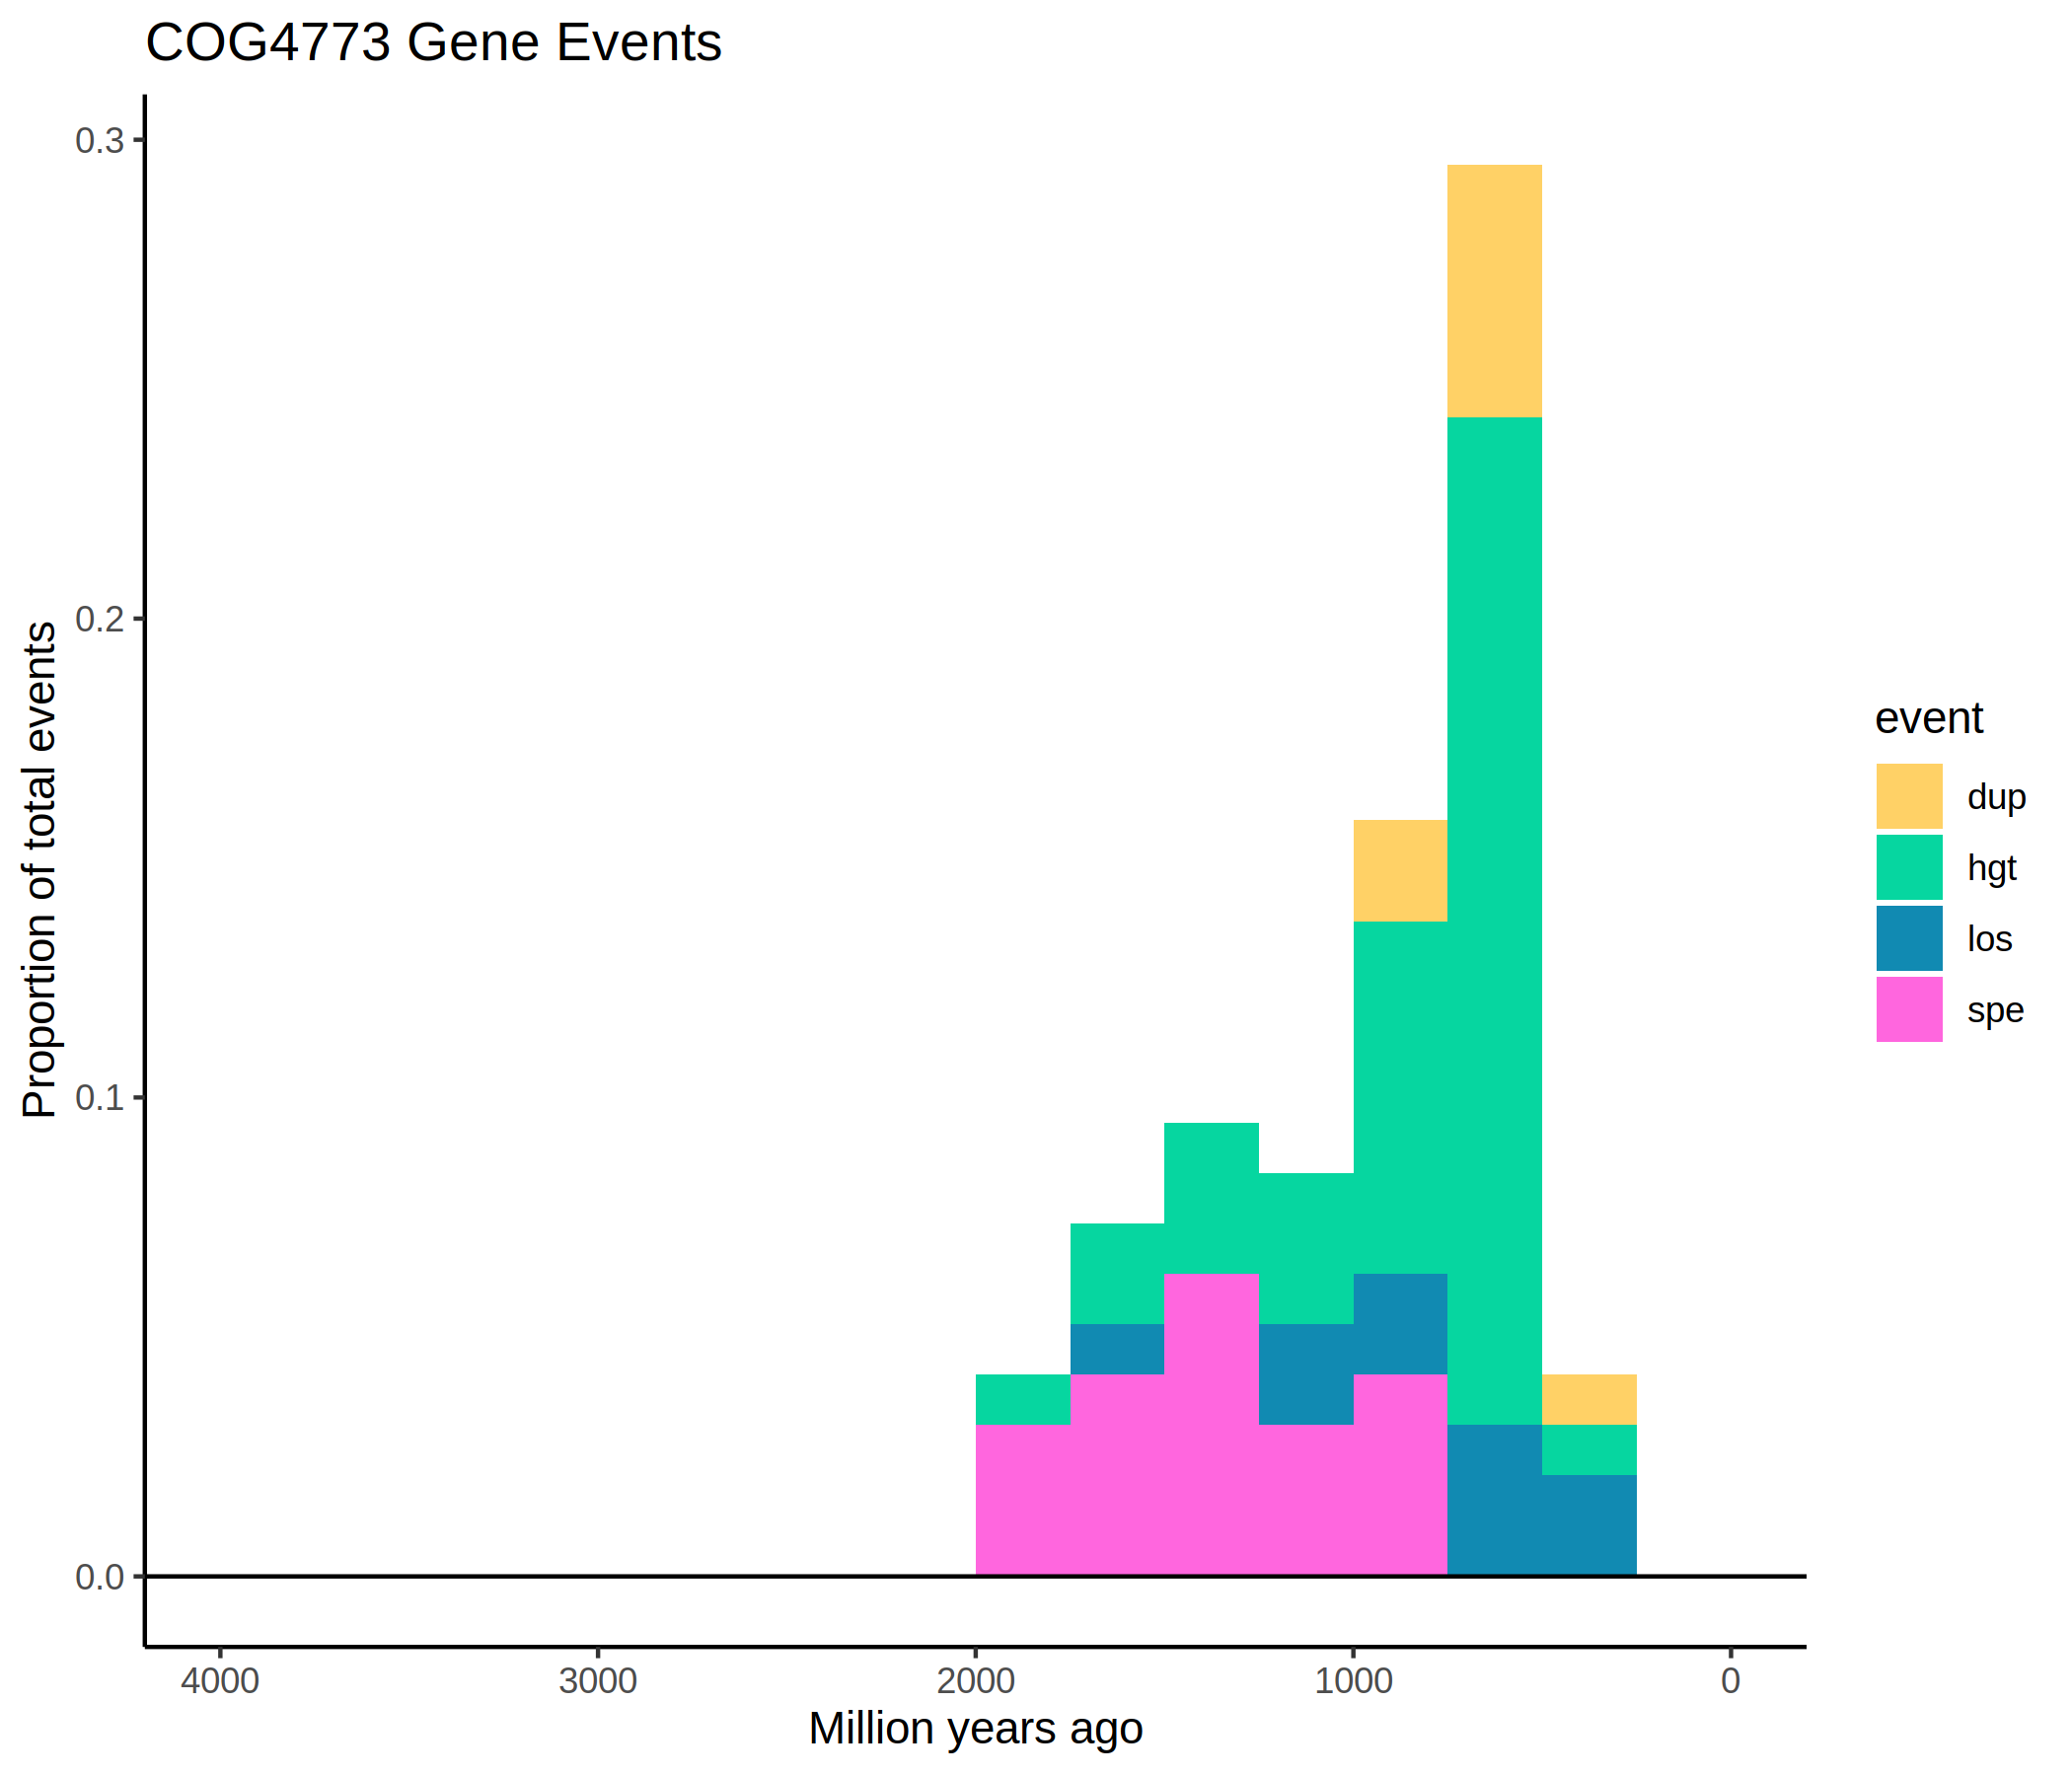 COG4773 Gene Events
Proportion of total events
0.3
0.2
0.1
0.0
4000 3000 2000 1000 0
Million years ago
event
dup
hgt
los
spe